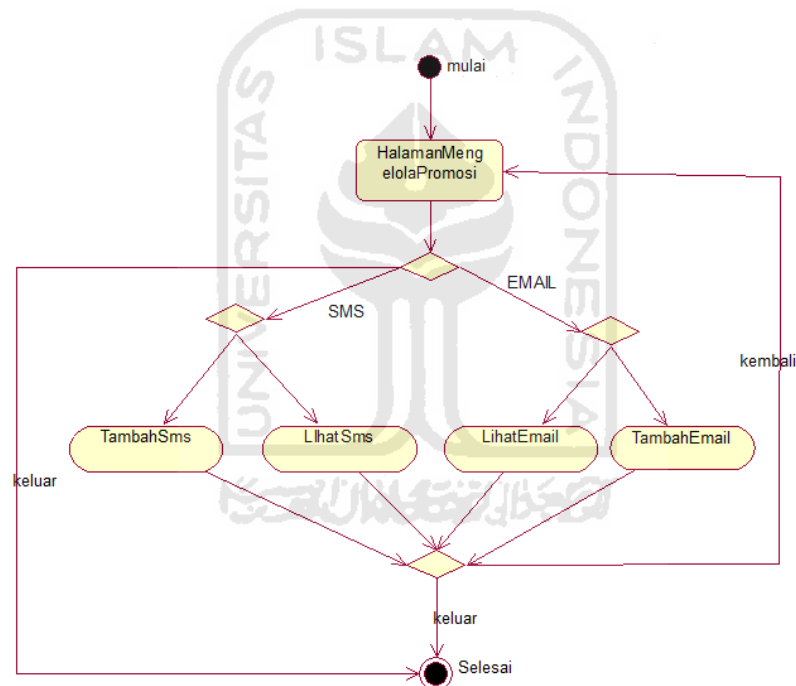 UNIVERSITAS ISLAM INDONESIA
mulai
HalamanMeng
elolaPromosi
EMAIL
SMS
kembali
TambahSms
LIhatSms
LihatEmail
TambahEmail
keluar
keluar
Selesai